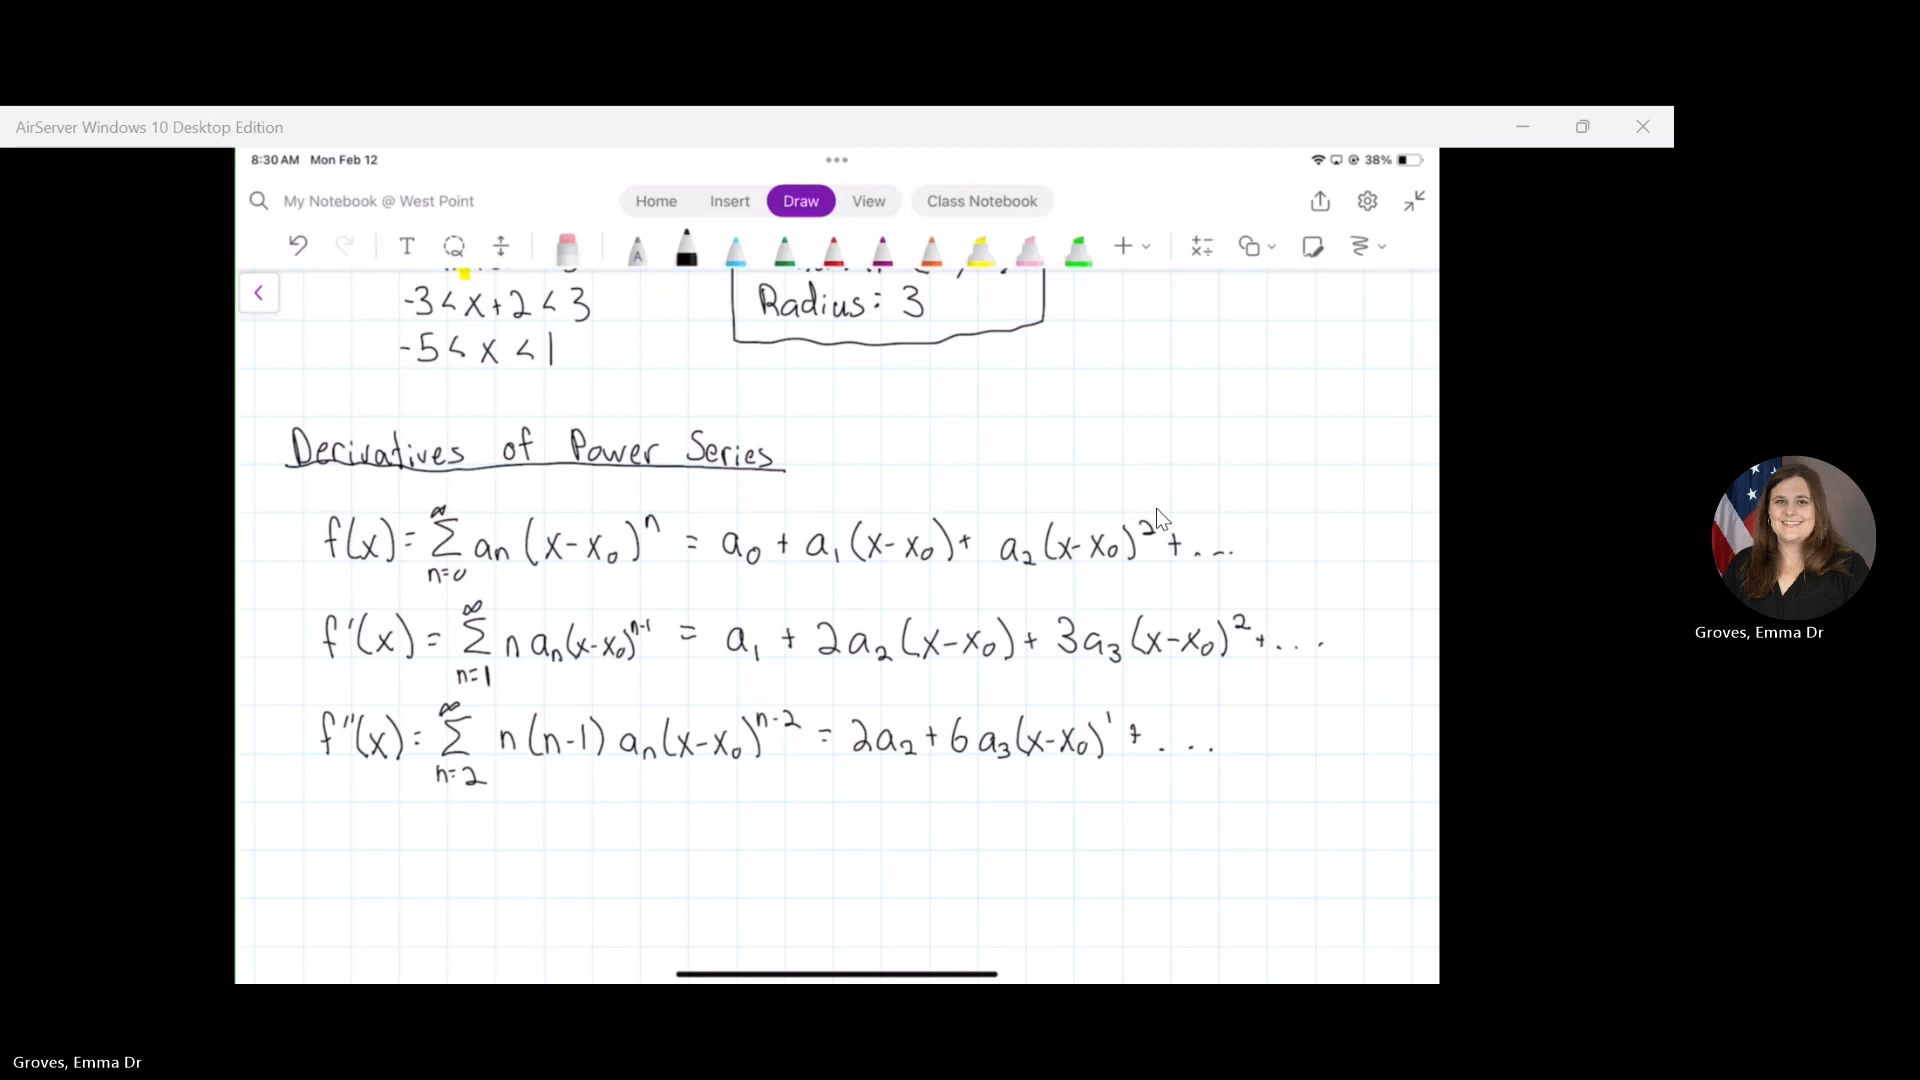 AirServer Windows 10 Desktop Edition
8:30 AM Mon Feb 12
38%
My Notebook @ West Point
Home Insert Draw View Class Notebook
-3 < x + 2 < 3
-5 < x < 1
Radius: 3
Derivatives of Power Series
f(x) = ∑_{n=0}^{∞} a_n (x-x_0)^n = a_0 + a_1 (x-x_0) + a_2 (x-x_0)^2 + ...
f'(x) = ∑_{n=1}^{∞} n a_n (x-x_0)^{n-1} = a_1 + 2a_2 (x-x_0) + 3a_3 (x-x_0)^2 + ...
f''(x) = ∑_{n=2}^{∞} n(n-1) a_n (x-x_0)^{n-2} = 2a_2 + 6a_3 (x-x_0)^1 + ...
Groves, Emma Dr
Groves, Emma Dr